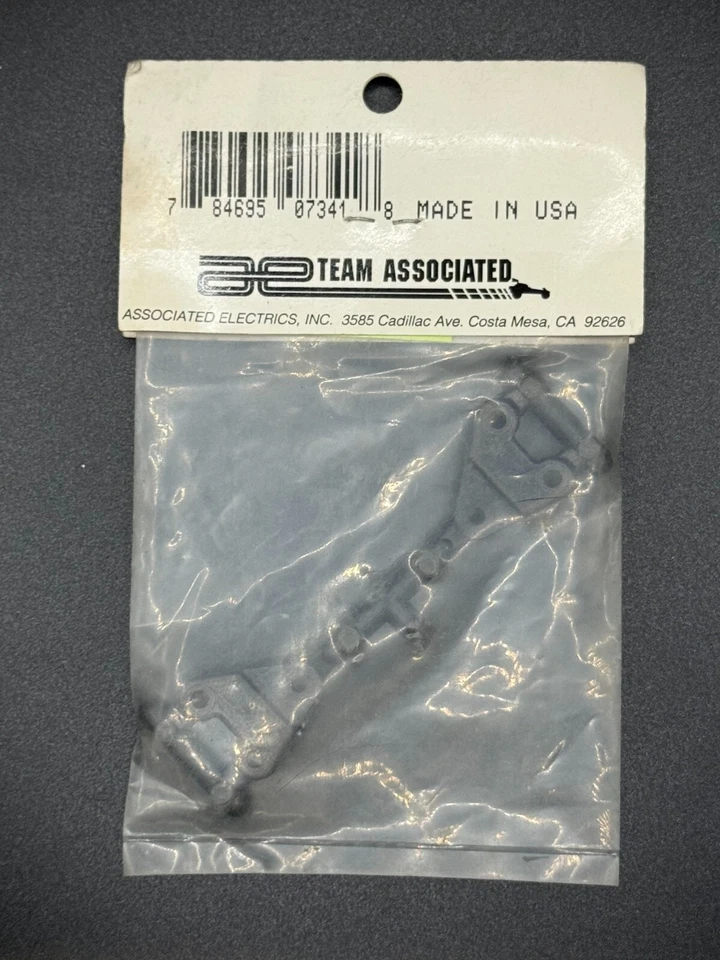 7 84695 07341 8 MADE IN USA
TEAM ASSOCIATED
ASSOCIATED ELECTRICS, INC. 3585 Cadillac Ave. Costa Mesa, CA 92626